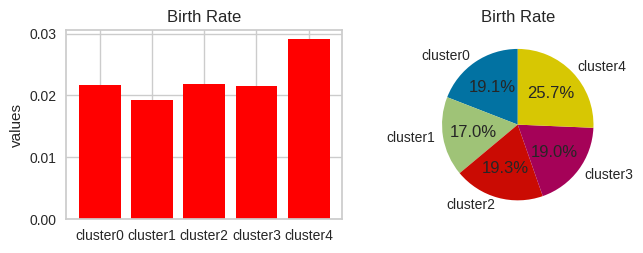 Birth Rate
values
0.03
0.02
0.01
0.00
cluster0 cluster1 cluster2 cluster3 cluster4
Birth Rate
cluster0
cluster4
19.1%
25.7%
cluster1
17.0%
19.3%
19.0%
cluster3
cluster2